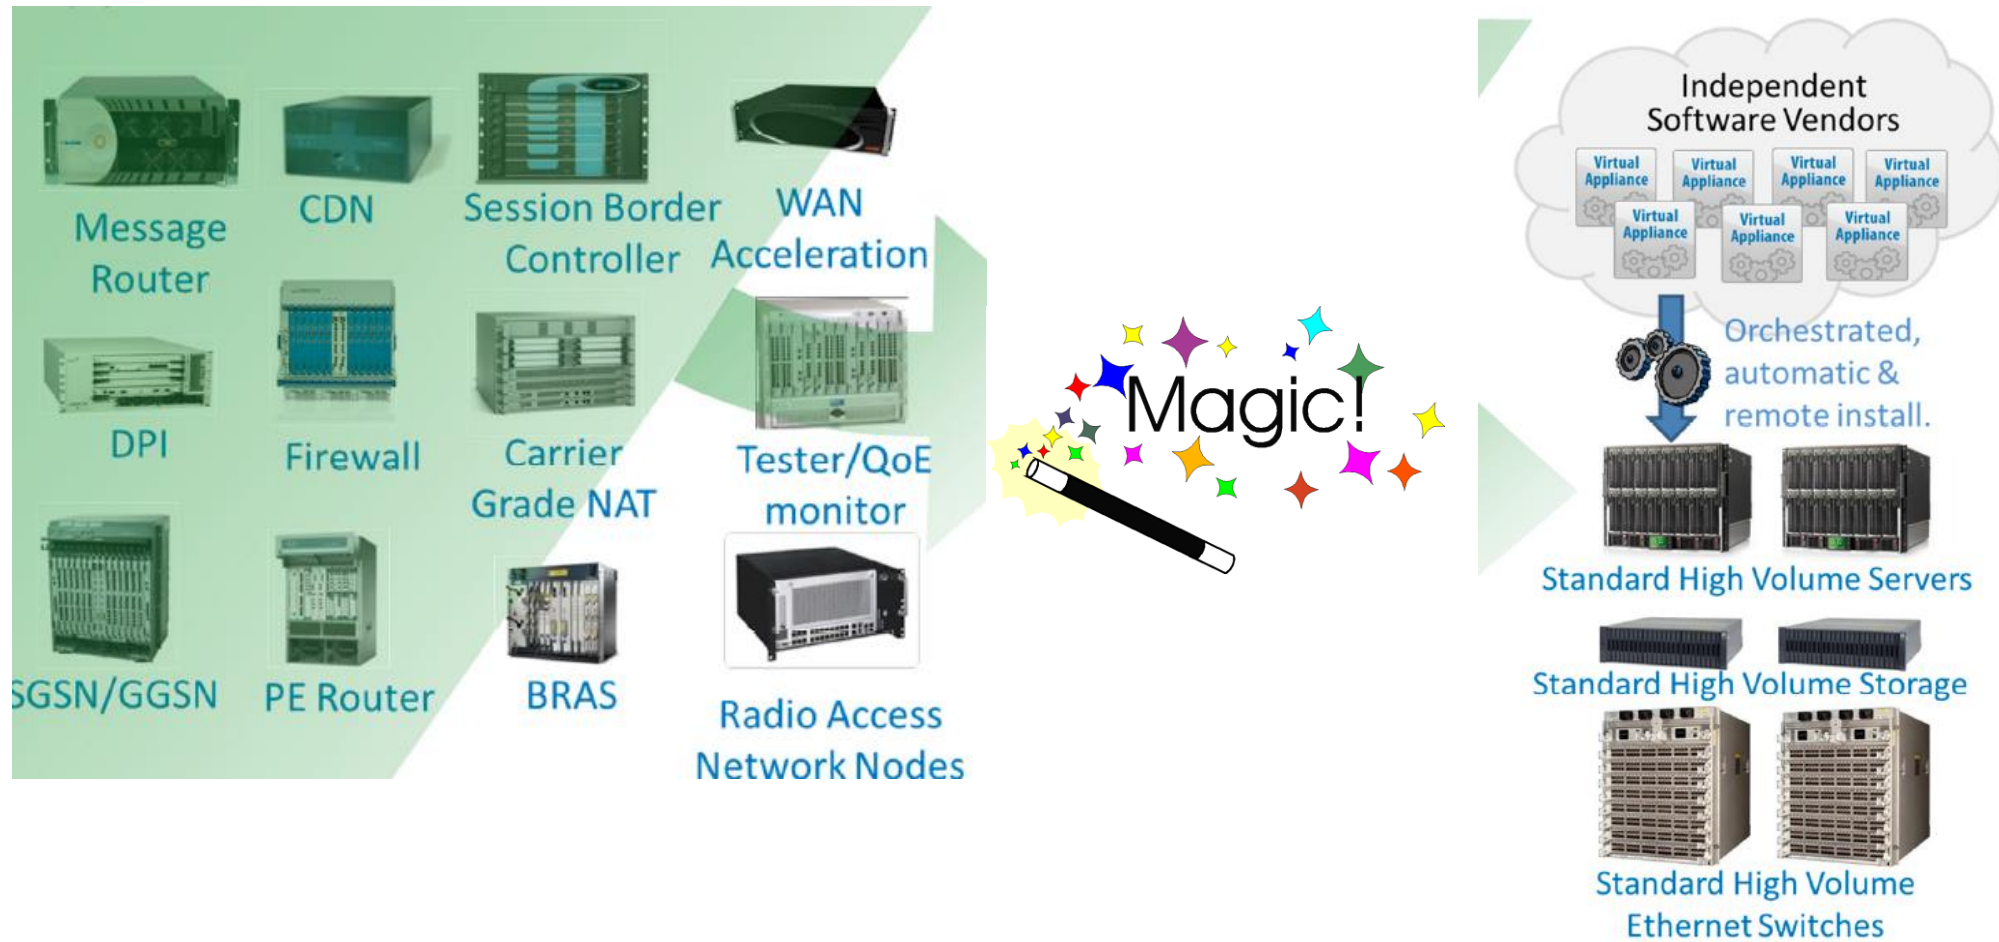 Message
Router
CDN
Session Border
Controller
WAN
Acceleration
DPI
Firewall
Carrier
Grade NAT
Tester/QoE
monitor
SGSN/GGSN
PE Router
BRAS
Radio Access
Network Nodes
Magic!
Independent
Software Vendors
Virtual
Appliance
Virtual
Appliance
Virtual
Appliance
Virtual
Appliance
Virtual
Appliance
Virtual
Appliance
Virtual
Appliance
Orchestrated,
automatic &
remote install.
Standard High Volume Servers
Standard High Volume Storage
Standard High Volume
Ethernet Switches